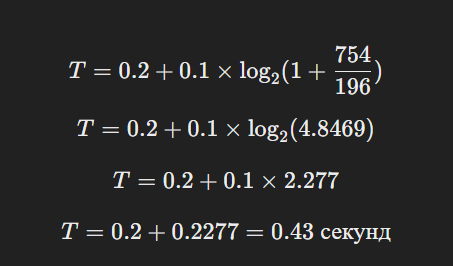 T = 0.2 + 0.1 × log₂(1 + 754/196)
T = 0.2 + 0.1 × log₂(4.8469)
T = 0.2 + 0.1 × 2.277
T = 0.2 + 0.2277 = 0.43 секунд